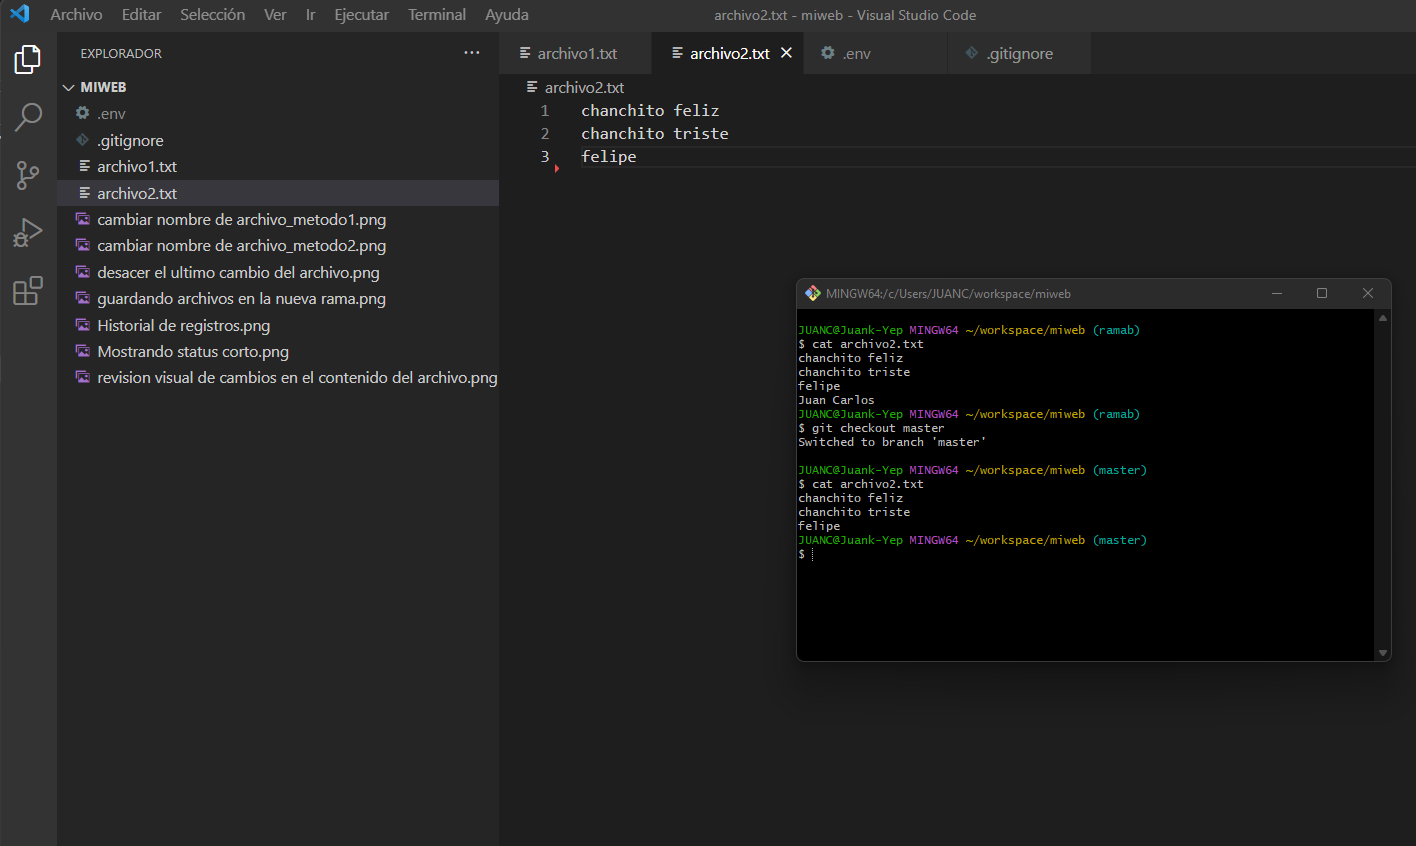 Archivo Editar Selección Ver Ir Ejecutar Terminal Ayuda
archivo2.txt - miweb - Visual Studio Code
EXPLORADOR
MIWEB
.env
.gitignore
archivo1.txt
archivo2.txt
cambiar nombre de archivo_metodo1.png
cambiar nombre de archivo_metodo2.png
desacer el ultimo cambio del archivo.png
guardando archivos en la nueva rama.png
Historial de registros.png
Mostrando status corto.png
revision visual de cambios en el contenido del archivo.png
archivo1.txt archivo2.txt .env .gitignore
archivo2.txt
1 chanchito feliz
2 chanchito triste
3 felipe
MINGW64:/c/Users/JUANC/workspace/miweb
JUANC@Juank-Yep MINGW64 ~/workspace/miweb (ramab)
$ cat archivo2.txt
chanchito feliz
chanchito triste
felipe
Juan Carlos
JUANC@Juank-Yep MINGW64 ~/workspace/miweb (ramab)
$ git checkout master
Switched to branch 'master'
JUANC@Juank-Yep MINGW64 ~/workspace/miweb (master)
$ cat archivo2.txt
chanchito feliz
chanchito triste
felipe
JUANC@Juank-Yep MINGW64 ~/workspace/miweb (master)
$